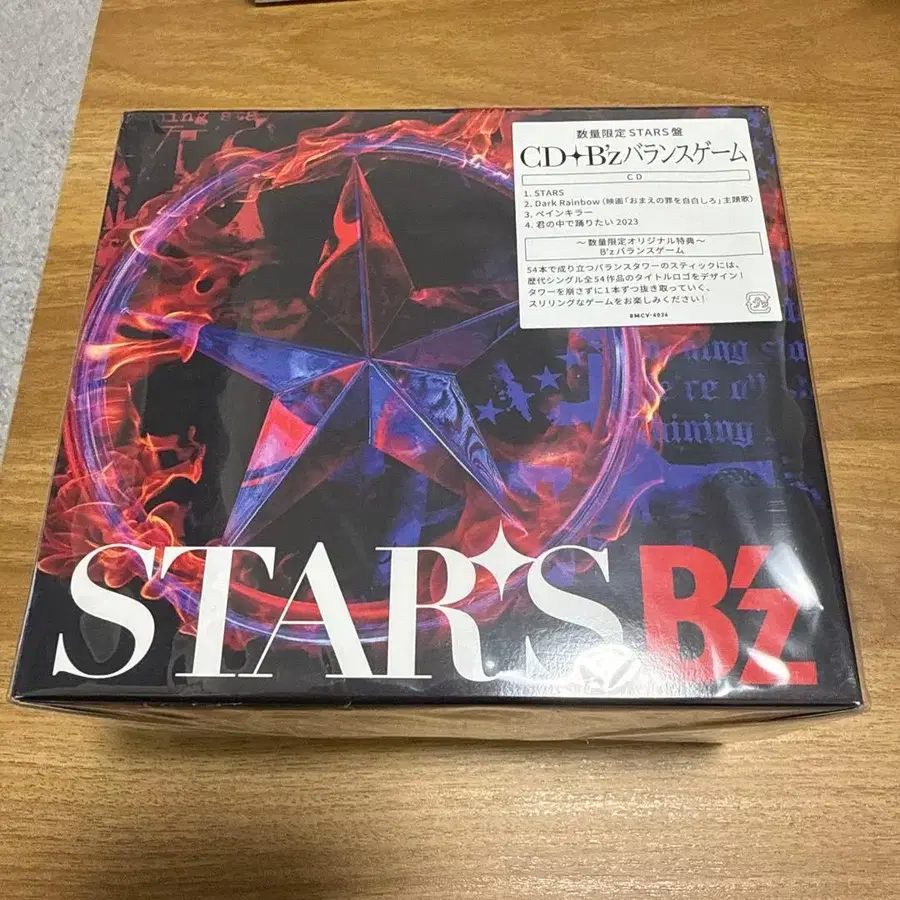 ning sta
数量限定 STARS盤
CD✦B'zバランスゲーム
CD
1. STARS
2. Dark Rainbow（映画「おまえの罪を自白しろ」主題歌）
3. ペインキラー
4. 君の中で踊りたい 2023
～数量限定オリジナル特典～
B'zバランスゲーム
54本で成り立つバランスタワーのスティックには、
歴代シングル全54作品のタイトルロゴをデザイン！
タワーを崩さずに1本ずつ抜き取っていく、
スリリングなゲームをお楽しみください！
BMCV-4026
ning sta
're
hining
STARS B'z